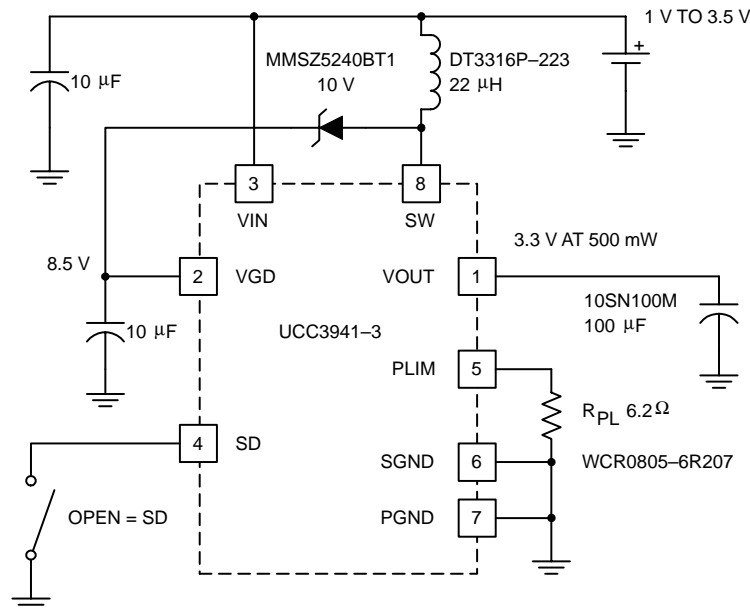 1 V TO 3.5 V
+
10 µF
MMSZ5240BT1
10 V
DT3316P–223
22 µH
3
8
VIN
SW
8.5 V
3.3 V AT 500 mW
2
VGD
VOUT
1
10 µF
UCC3941–3
10SN100M
100 µF
PLIM
5
RPL 6.2Ω
4
SD
SGND
6
WCR0805–6R207
OPEN = SD
PGND
7